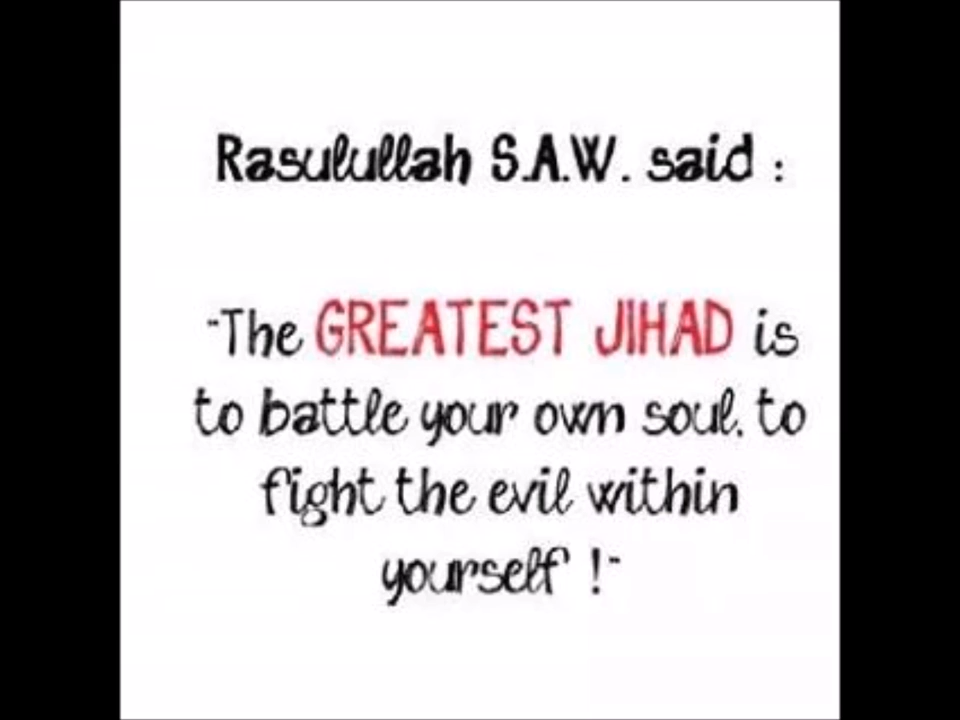 Rasulullah S.A.W. said :
"The GREATEST JIHAD is
to battle your own soul, to
fight the evil within
yourself !"